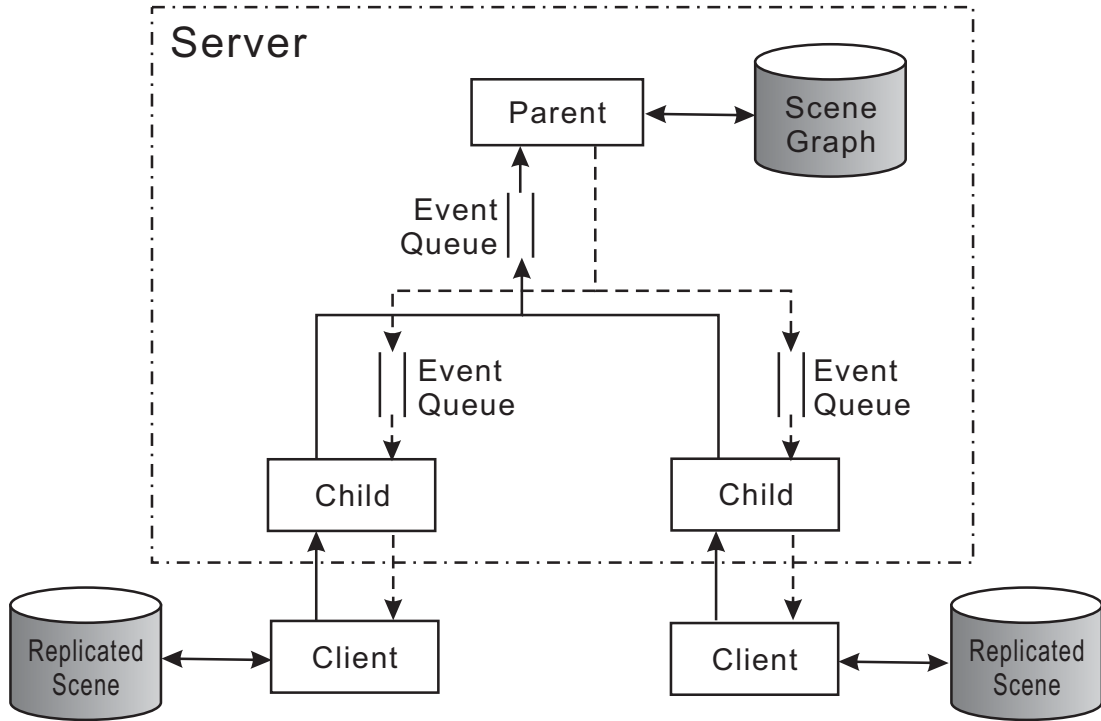 Server
Parent
Scene
Graph
Event
Queue
Event
Queue
Event
Queue
Child
Child
Replicated
Scene
Client
Client
Replicated
Scene